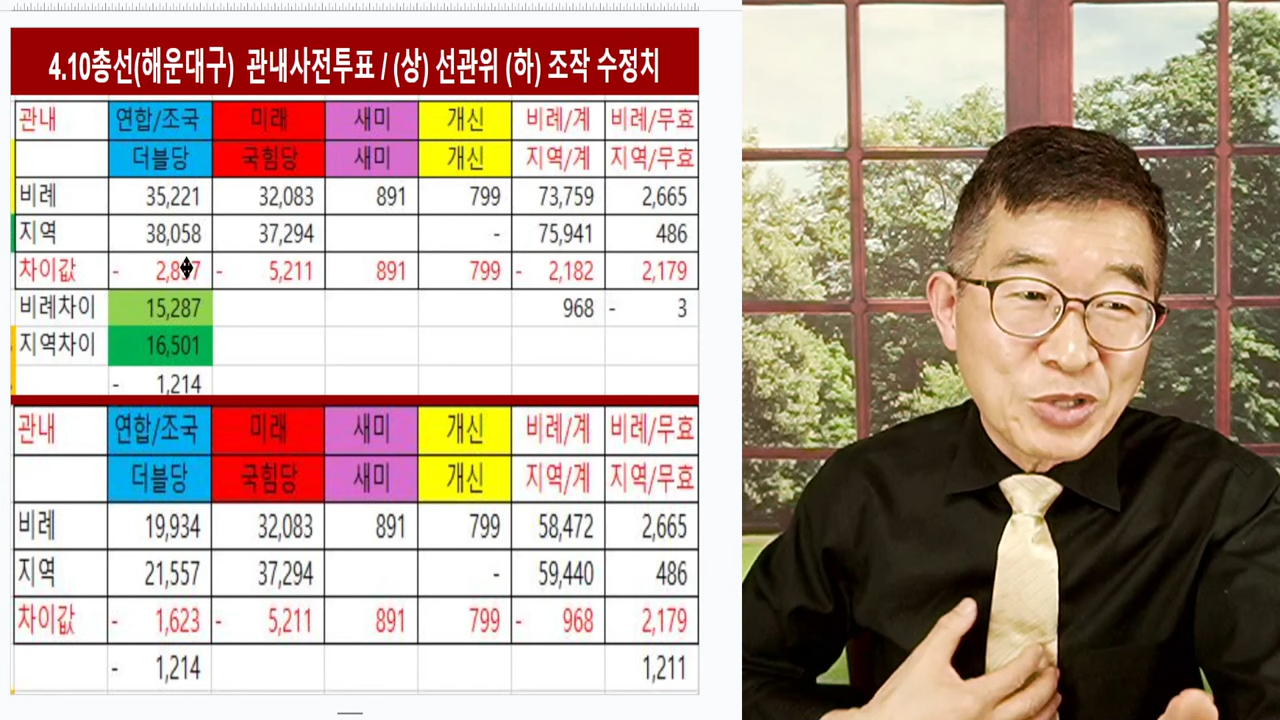 4.10총선(해운대구) 관내사전투표 / (상) 선관위 (하) 조작 수정치
관내 연합/조국 미래 새미 개신 비례/계 비례/무효
더블당 국힘당 새미 개신 지역/계 지역/무효
비례 35,221 32,083 891 799 73,759 2,665
지역 38,058 37,294 - 75,941 486
차이값 - - 5,211 891 799 - 2,182 2,179
비례차이 15,287 968 - 3
지역차이 16,501
- 1,214
관내 연합/조국 미래 새미 개신 비례/계 비례/무효
더블당 국힘당 새미 개신 지역/계 지역/무효
비례 19,934 32,083 891 799 58,472 2,665
지역 21,557 37,294 - 59,440 486
차이값 - 1,623 - 5,211 891 799 - 968 2,179
- 1,214 1,211